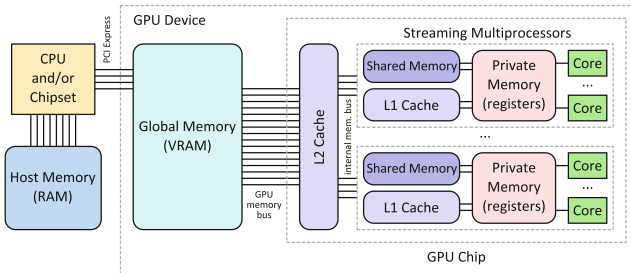 GPU Device
Streaming Multiprocessors
PCI Express
CPU
and/or
Chipset
Host Memory
(RAM)
Global Memory
(VRAM)
GPU
memory
bus
L2 Cache
internal mem. bus
Shared Memory
L1 Cache
Private
Memory
(registers)
Core
...
Core
...
Shared Memory
L1 Cache
Private
Memory
(registers)
Core
...
Core
GPU Chip